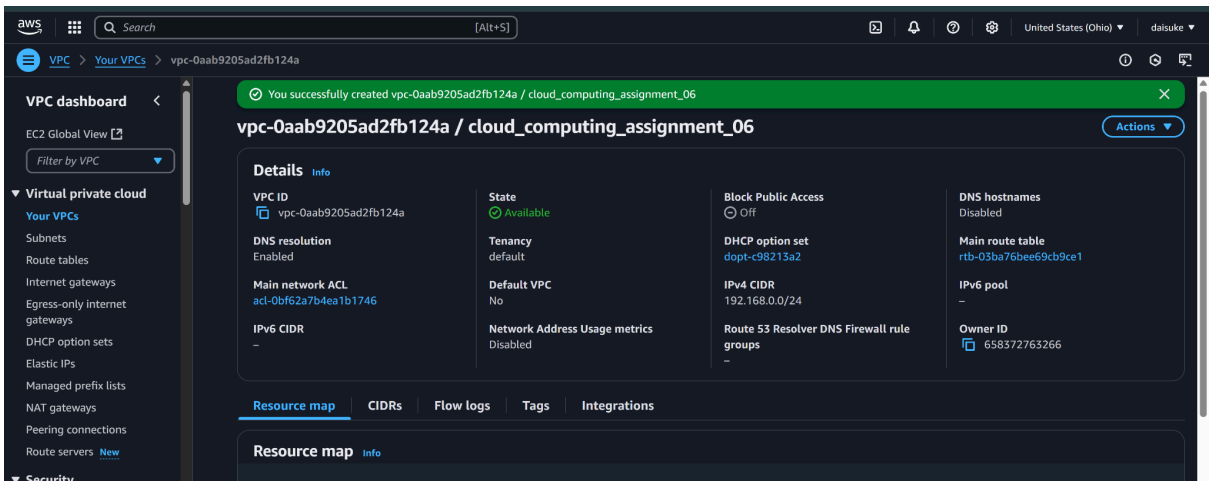 aws
Search
[Alt+S]
United States (Ohio)
daisuke
VPC > Your VPCs > vpc-0aab9205ad2fb124a
VPC dashboard
EC2 Global View
Filter by VPC
Virtual private cloud
Your VPCs
Subnets
Route tables
Internet gateways
Egress-only internet
gateways
DHCP option sets
Elastic IPs
Managed prefix lists
NAT gateways
Peering connections
Route servers New
Security
You successfully created vpc-0aab9205ad2fb124a / cloud_computing_assignment_06
vpc-0aab9205ad2fb124a / cloud_computing_assignment_06
Actions
Details Info
VPC ID
vpc-0aab9205ad2fb124a
State
Available
Block Public Access
Off
DNS hostnames
Disabled
DNS resolution
Enabled
Tenancy
default
DHCP option set
dopt-c98213a2
Main route table
rtb-03ba76bee69cb9ce1
Main network ACL
acl-0bf62a7b4ea1b1746
Default VPC
No
IPv4 CIDR
192.168.0.0/24
IPv6 pool
–
IPv6 CIDR
–
Network Address Usage metrics
Disabled
Route 53 Resolver DNS Firewall rule
groups
–
Owner ID
658372763266
Resource map
CIDRs
Flow logs
Tags
Integrations
Resource map Info